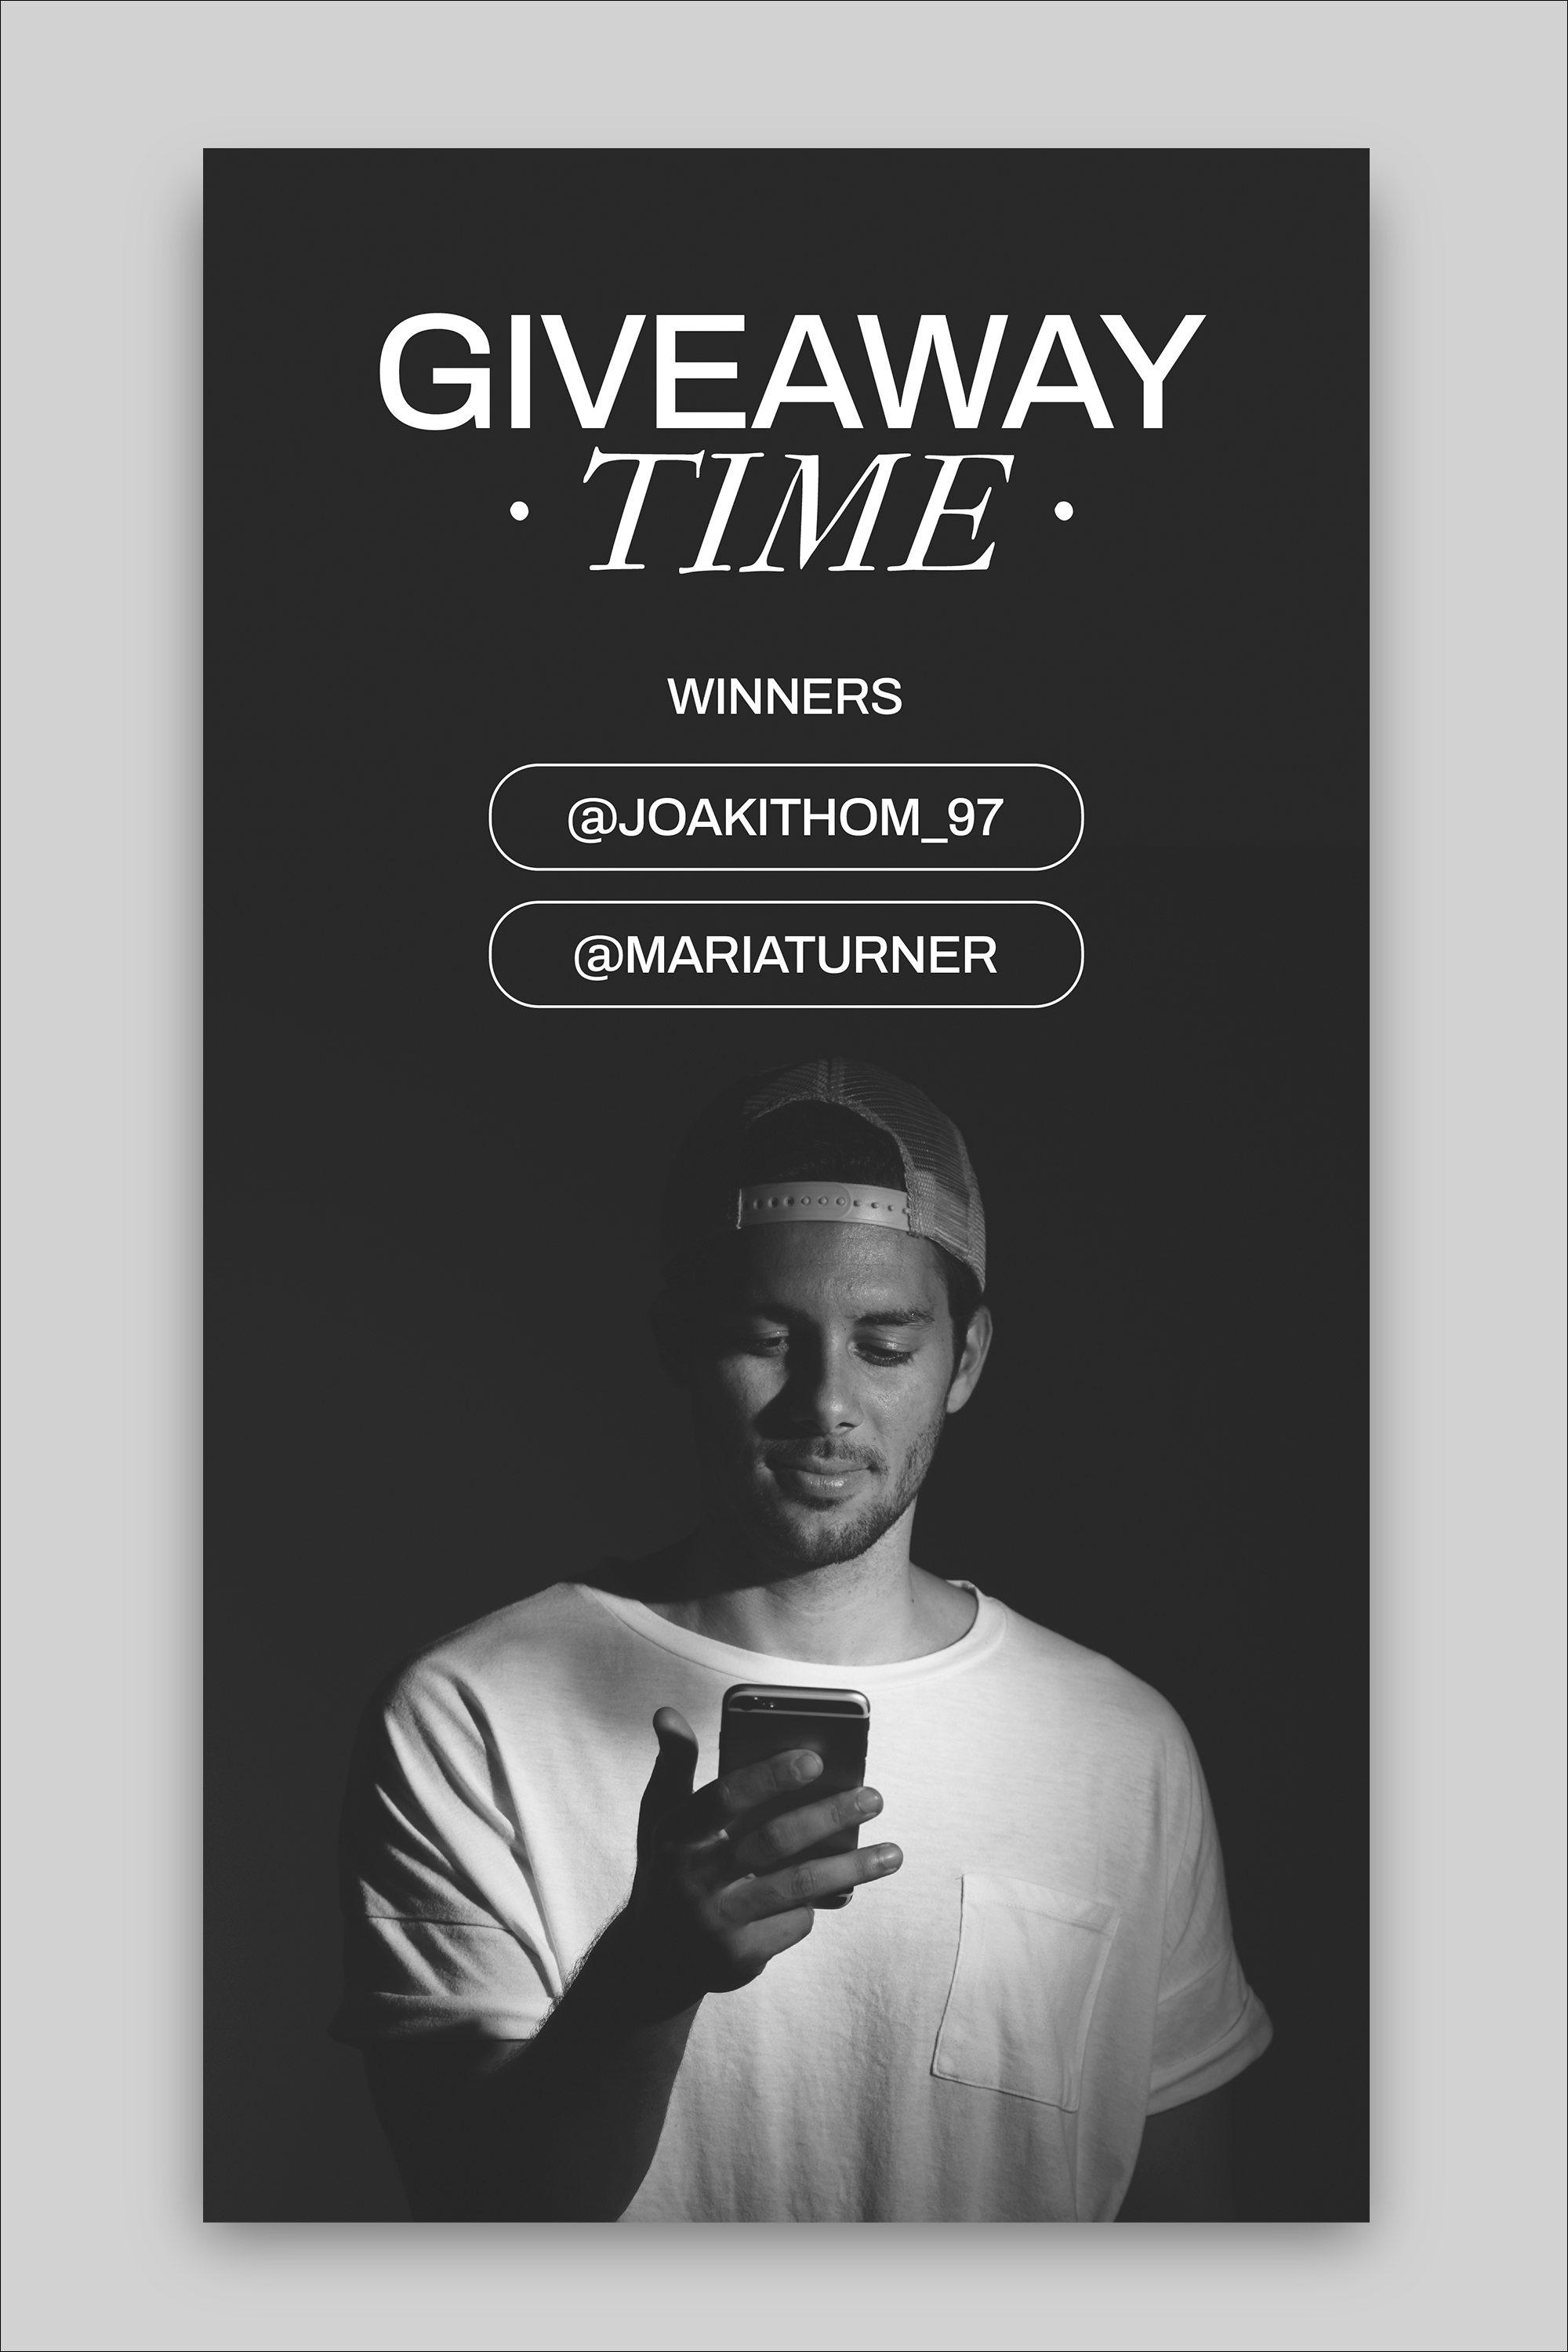 GIVEAWAY
· TIME ·
WINNERS
@JOAKITHOM_97
@MARIATURNER